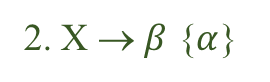 2. X → β {α}